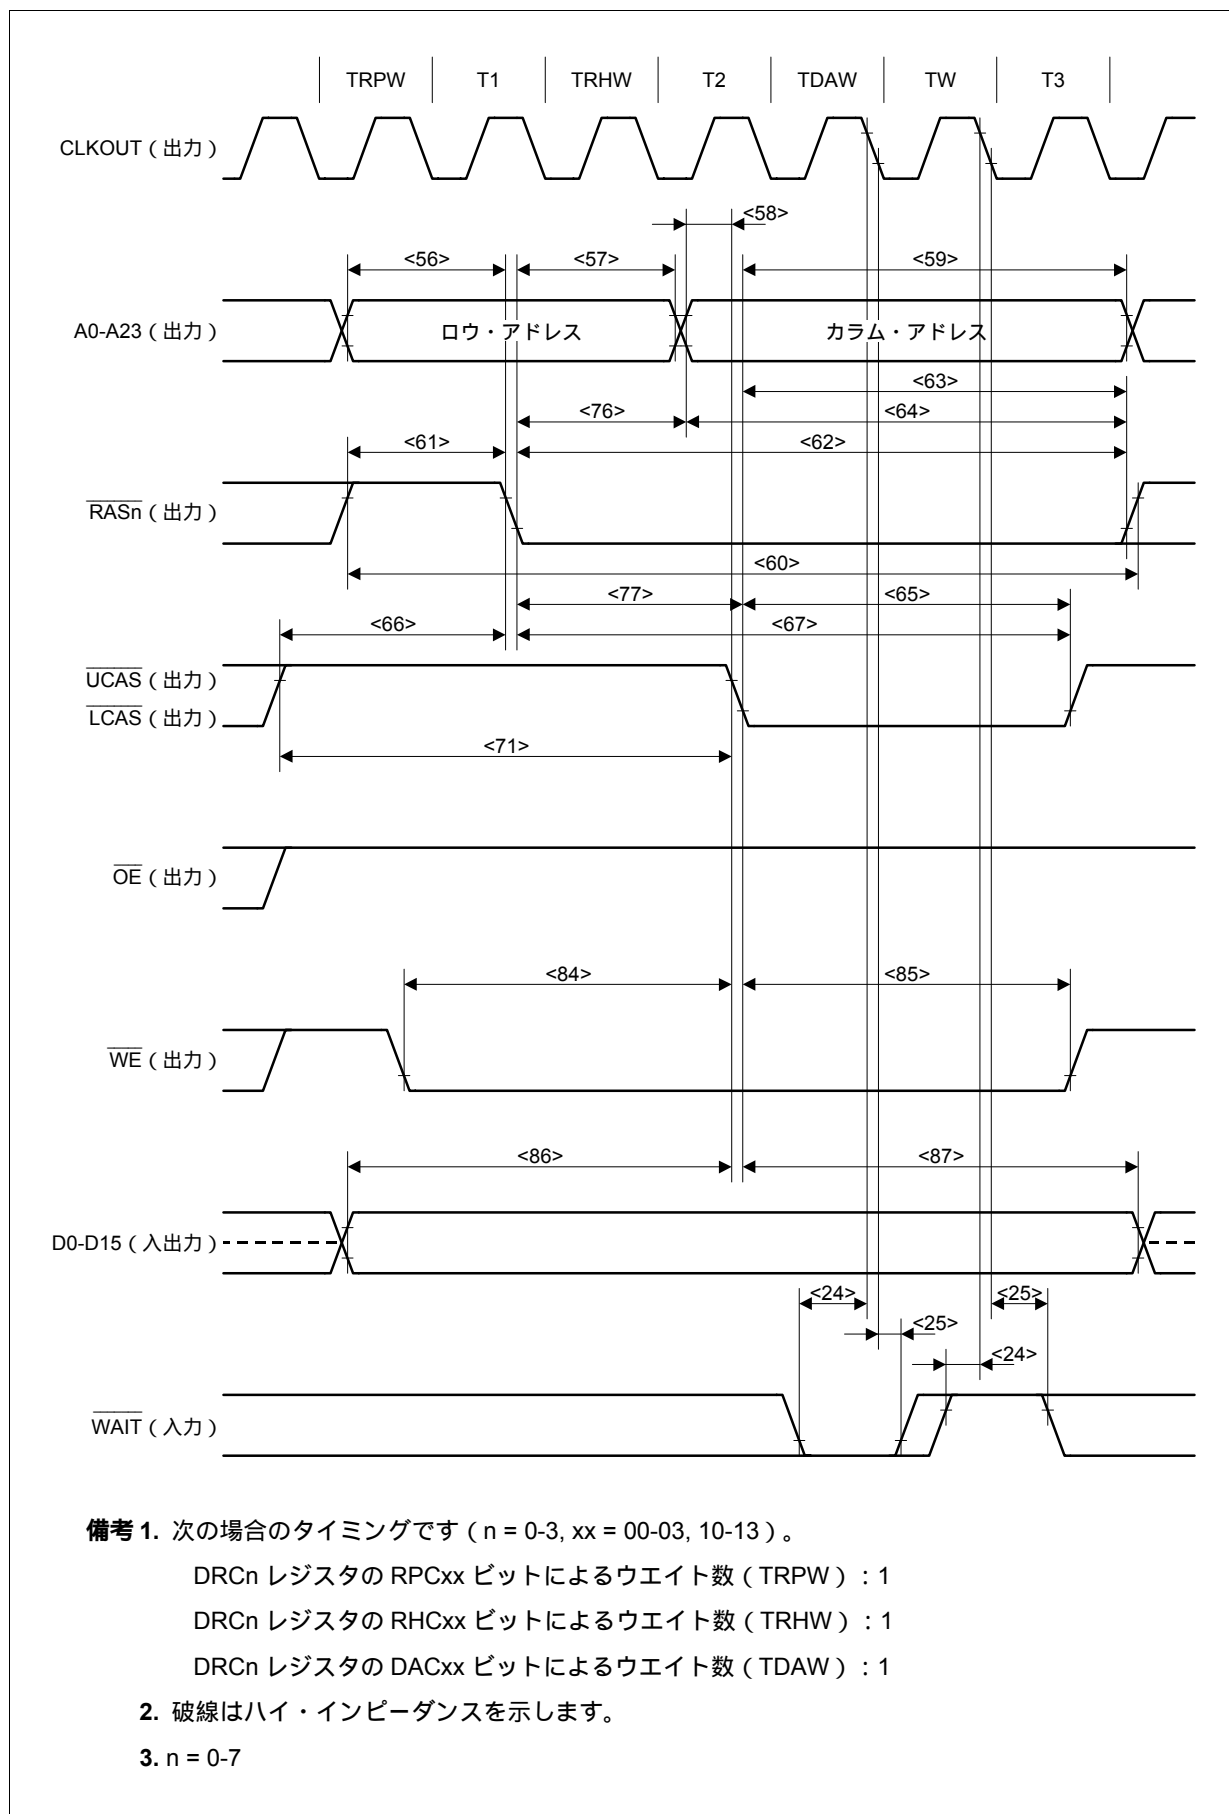 TRPW T1 TRHW T2 TDAW TW T3
CLKOUT（出力）
<58>
<56> <57> <59>
A0-A23（出力）
ロウ・アドレス カラム・アドレス
<63>
<76> <64>
<61> <62>
RASn（出力）
<60>
<77> <65>
<66> <67>
UCAS（出力）
LCAS（出力）
<71>
OE（出力）
<84> <85>
WE（出力）
<86> <87>
D0-D15（入出力）
<24> <25>
<25>
<24>
WAIT（入力）
備考 1. 次の場合のタイミングです（n = 0-3, xx = 00-03, 10-13）。
DRCn レジスタの RPCxx ビットによるウエイト数（TRPW）：1
DRCn レジスタの RHCxx ビットによるウエイト数（TRHW）：1
DRCn レジスタの DACxx ビットによるウエイト数（TDAW）：1
2. 破線はハイ・インピーダンスを示します。
3. n = 0-7